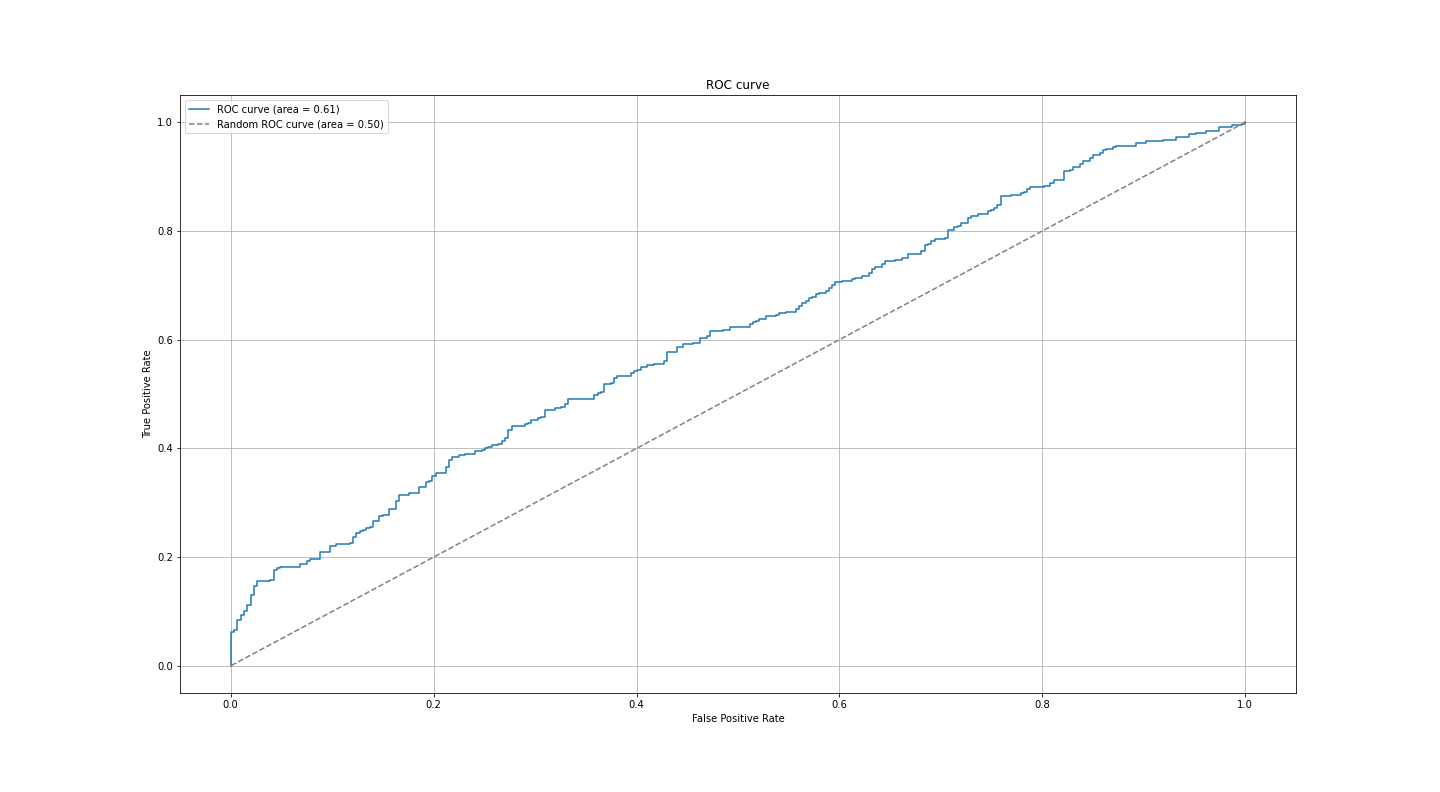 ROC curve
ROC curve (area = 0.61)
Random ROC curve (area = 0.50)
1.0
0.8
0.6
0.4
0.2
0.0
True Positive Rate
0.0 0.2 0.4 0.6 0.8 1.0
False Positive Rate